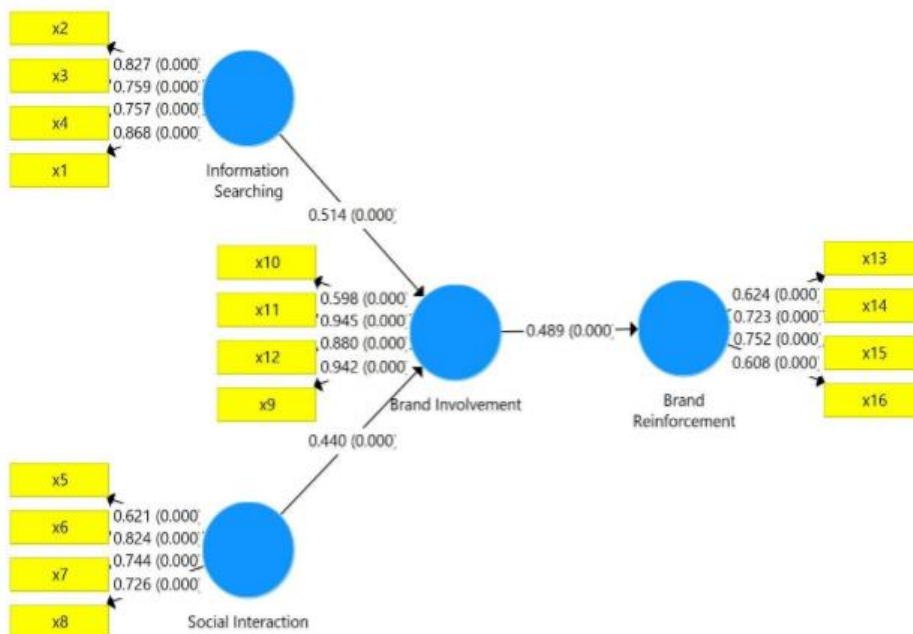 x2
x3
x4
x1
0.827 (0.000)
0.759 (0.000)
0.757 (0.000)
0.868 (0.000)
Information
Searching
0.514 (0.000)
x10
x11
x12
x9
0.598 (0.000)
0.945 (0.000)
0.880 (0.000)
0.942 (0.000)
Brand Involvement
0.489 (0.000)
Brand
Reinforcement
0.624 (0.000)
0.723 (0.000)
0.752 (0.000)
0.608 (0.000)
x13
x14
x15
x16
0.440 (0.000)
x5
x6
x7
x8
0.621 (0.000)
0.824 (0.000)
0.744 (0.000)
0.726 (0.000)
Social Interaction